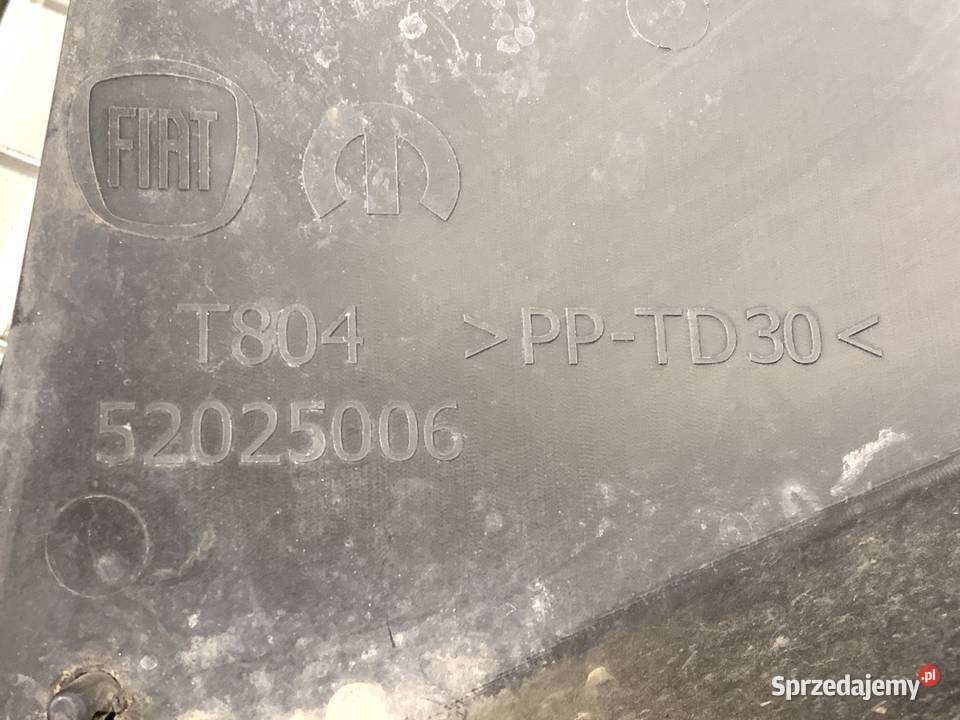 FIAT
T804 >PP-TD30<
52025006
Sprzedajemy.pl